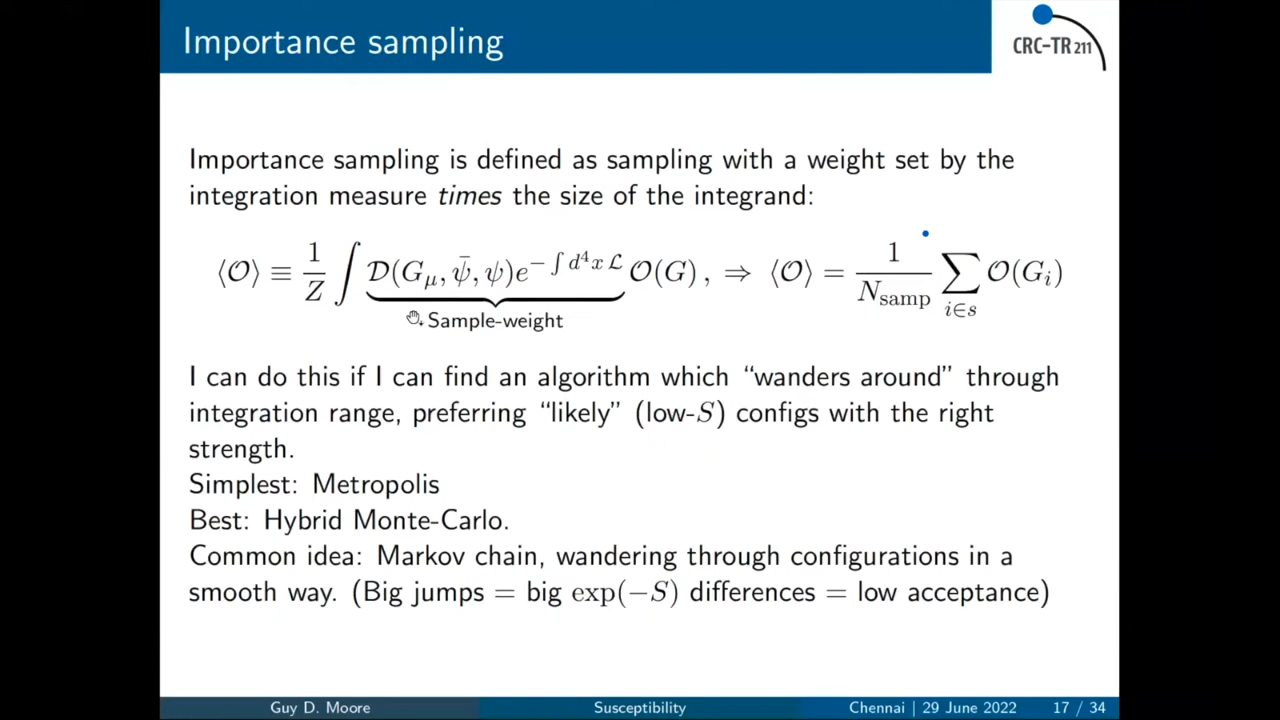 Importance sampling
CRC-TR 211
Importance sampling is defined as sampling with a weight set by the
integration measure times the size of the integrand:
⟨𝒪⟩ ≡ 1/Z ∫ 𝒟(G_μ, ψ̄, ψ)e^{−∫ d⁴x ℒ} 𝒪(G) , ⇒ ⟨𝒪⟩ = 1/N_samp ∑_{i∈s} 𝒪(G_i)
Sample-weight
I can do this if I can find an algorithm which “wanders around” through
integration range, preferring “likely” (low-S) configs with the right
strength.
Simplest: Metropolis
Best: Hybrid Monte-Carlo.
Common idea: Markov chain, wandering through configurations in a
smooth way. (Big jumps = big exp(−S) differences = low acceptance)
Guy D. Moore
Susceptibility
Chennai | 29 June 2022
17 / 34